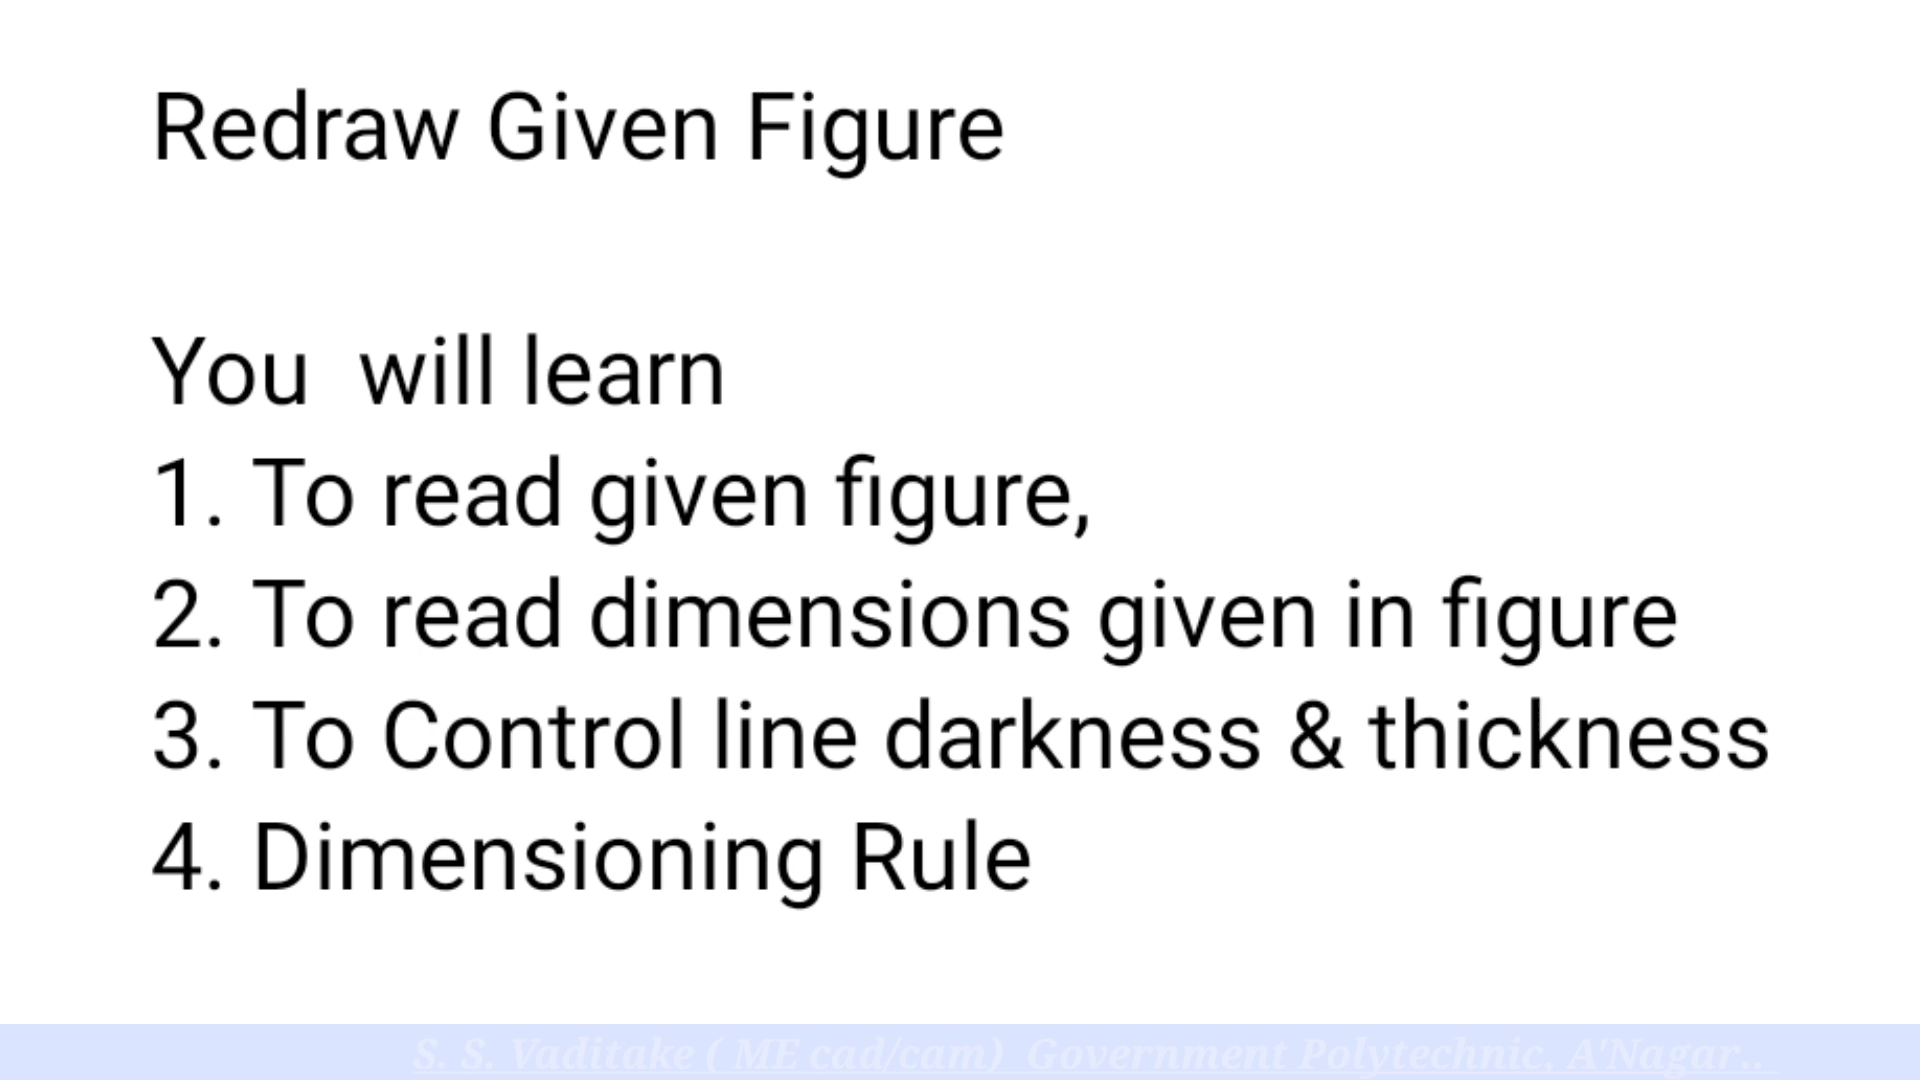 Redraw Given Figure
You will learn
1. To read given figure,
2. To read dimensions given in figure
3. To Control line darkness & thickness
4. Dimensioning Rule
S. S. Vaditake ( ME cad/cam) Government Polytechnic, A'Nagar..